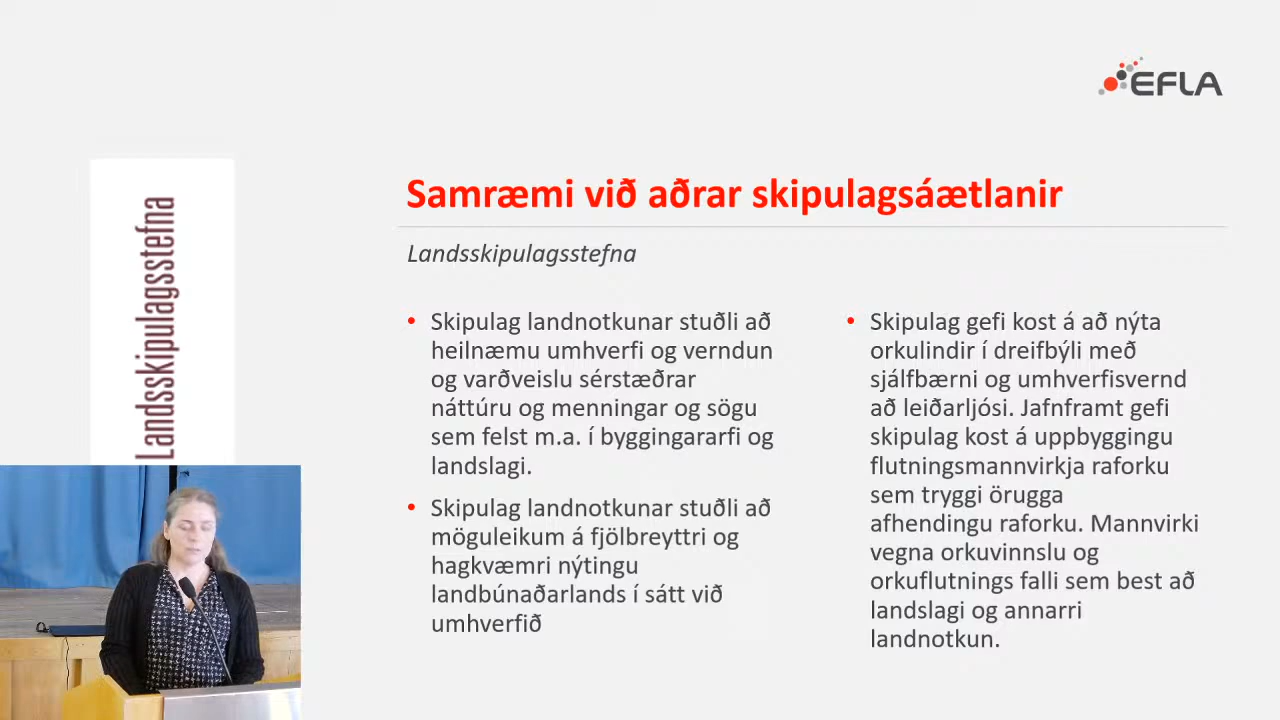 EFLA
Landsskipulagsstefna
Samræmi við aðrar skipulagsáætlanir
Landsskipulagsstefna
• Skipulag landnotkunar stuðli að
heilnæmu umhverfi og verndun
og varðveislu sérstæðrar
náttúru og menningar og sögu
sem felst m.a. í byggingararfi og
landslagi.
• Skipulag landnotkunar stuðli að
möguleikum á fjölbreyttri og
hagkvæmri nýtingu
landbúnaðarlands í sátt við
umhverfið
• Skipulag gefi kost á að nýta
orkulindir í dreifbýli með
sjálfbærni og umhverfisvernd
að leiðarljósi. Jafnframt gefi
skipulag kost á uppbyggingu
flutningsmannvirkja raforku
sem tryggi örugga
afhendingu raforku. Mannvirki
vegna orkuvinnslu og
orkuflutnings falli sem best að
landslagi og annarri
landnotkun.